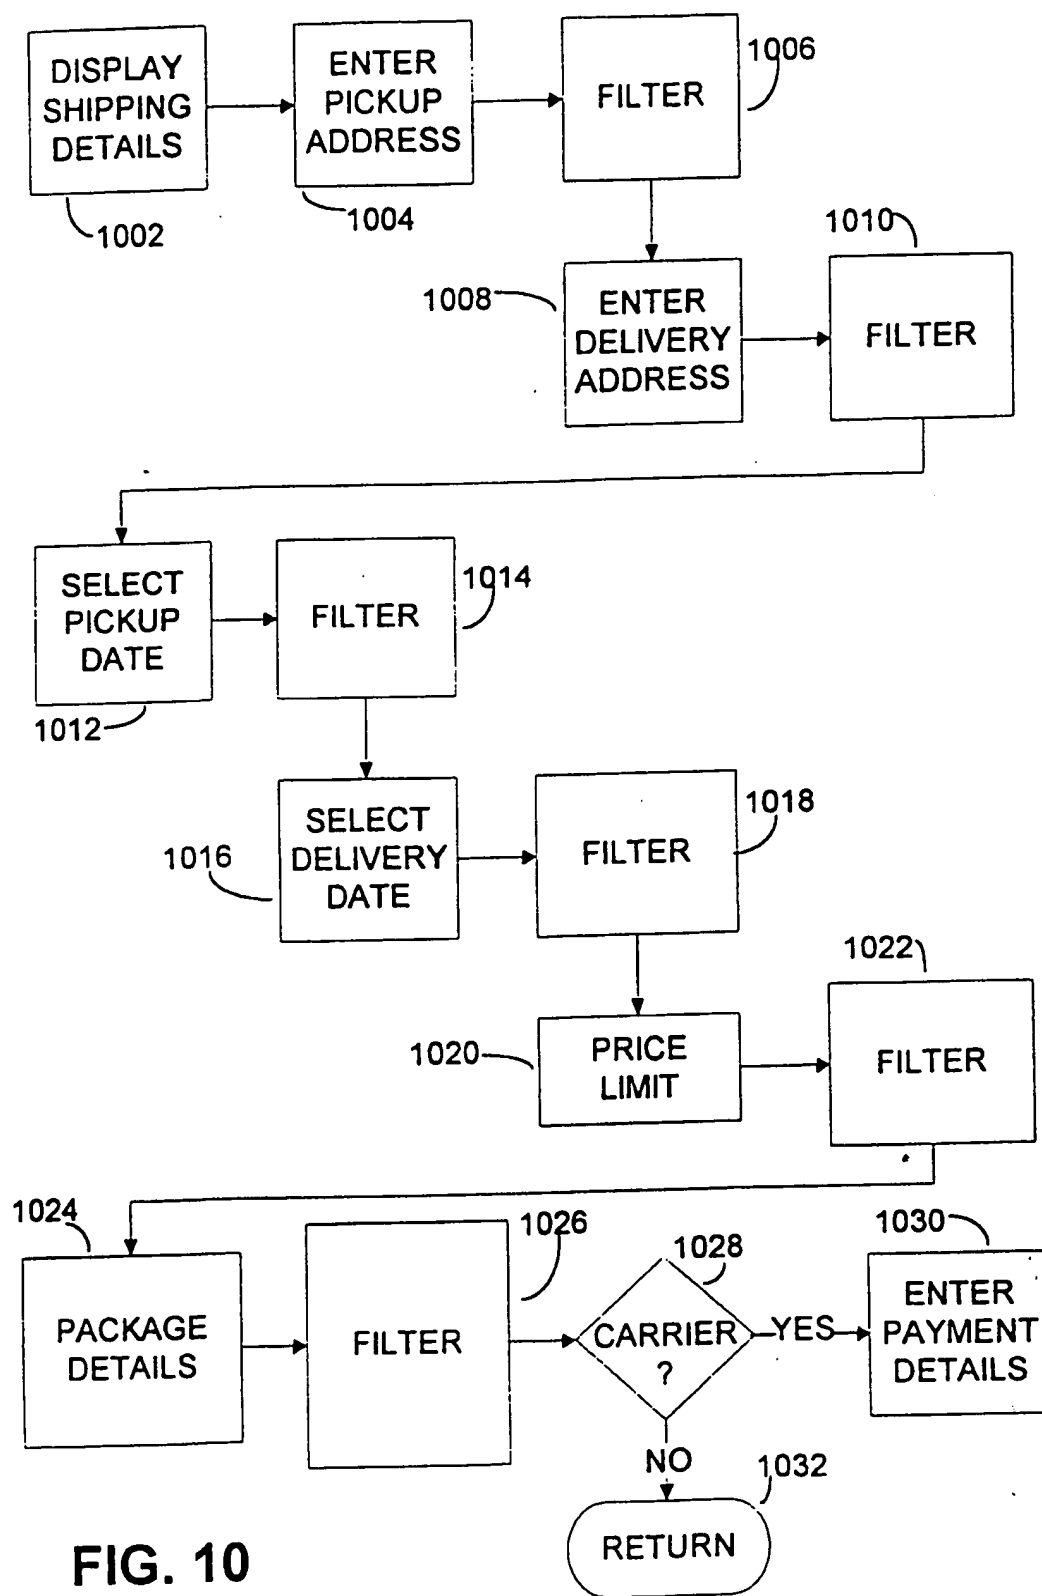 DISPLAY
SHIPPING
DETAILS
1002
ENTER
PICKUP
ADDRESS
1004
FILTER
1006
1008
ENTER
DELIVERY
ADDRESS
1010
FILTER
SELECT
PICKUP
DATE
1012
FILTER
1014
1016
SELECT
DELIVERY
DATE
FILTER
1018
1020
PRICE
LIMIT
1022
FILTER
1024
PACKAGE
DETAILS
FILTER
1026
1028
CARRIER
?
YES
1030
ENTER
PAYMENT
DETAILS
NO
1032
RETURN
FIG. 10